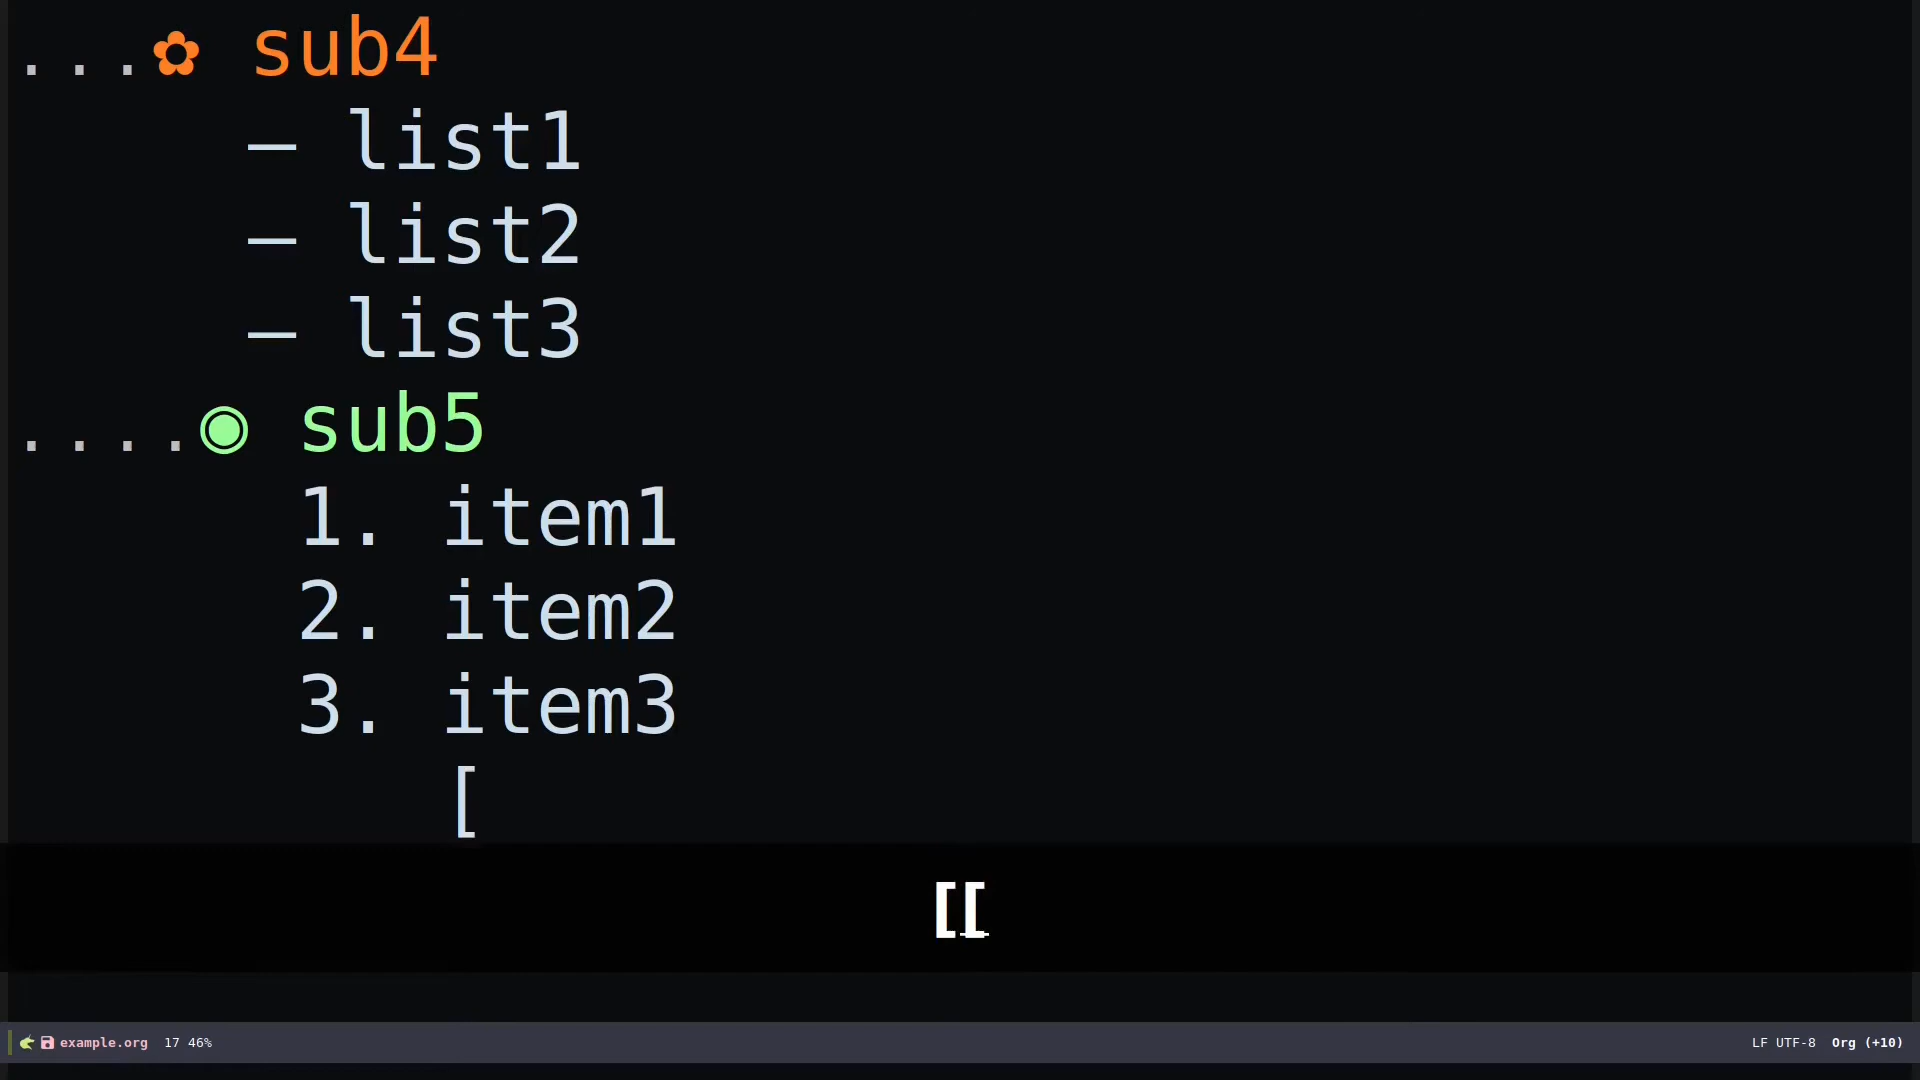 ...✿ sub4
– list1
– list2
– list3
....◉ sub5
1. item1
2. item2
3. item3
[
[[
example.org 17 46% LF UTF-8 Org (+10)